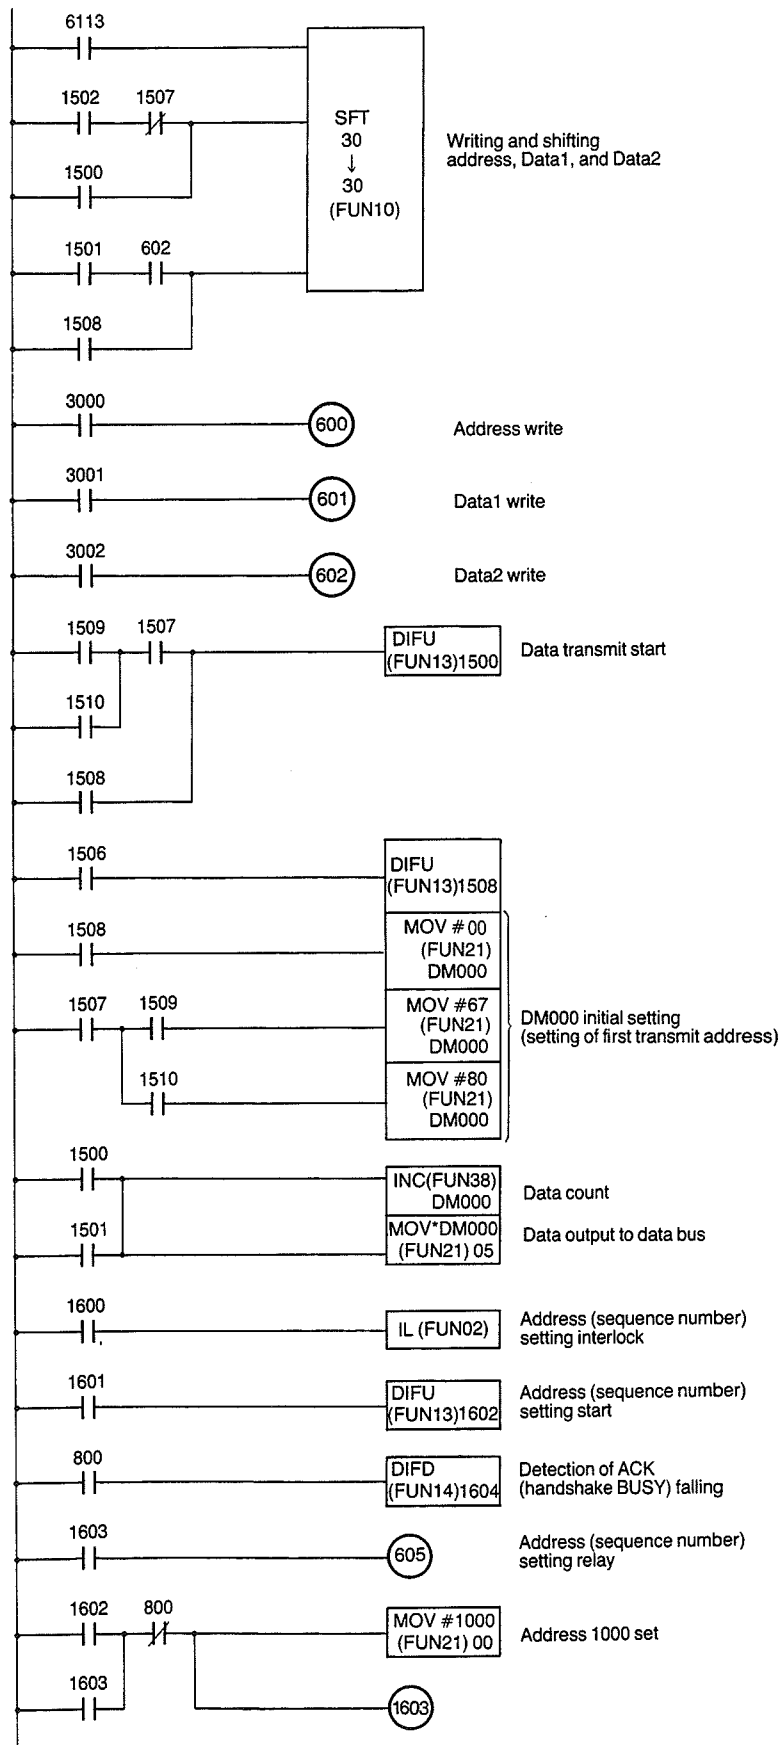 6113
1502 1507
SFT
30
↓
30
(FUN10)
Writing and shifting
address, Data1, and Data2
1500
1501 602
1508
3000
600
Address write
3001
601
Data1 write
3002
602
Data2 write
1509 1507
DIFU
(FUN13)1500
Data transmit start
1510
1508
1506
DIFU
(FUN13)1508
1508
MOV #00
(FUN21)
DM000
1507 1509
MOV #67
(FUN21)
DM000
DM000 initial setting
(setting of first transmit address)
1510
MOV #80
(FUN21)
DM000
1500
INC(FUN38)
DM000
Data count
1501
MOV*DM000
(FUN21) 05
Data output to data bus
1600
IL (FUN02)
Address (sequence number)
setting interlock
1601
DIFU
(FUN13)1602
Address (sequence number)
setting start
800
DIFD
(FUN14)1604
Detection of ACK
(handshake BUSY) falling
1603
605
Address (sequence number)
setting relay
1602 800
MOV #1000
(FUN21) 00
Address 1000 set
1603
1603